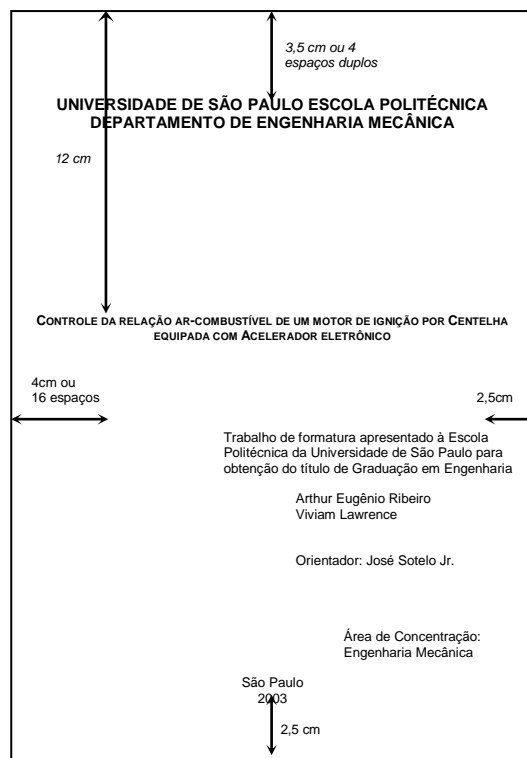 3,5 cm ou 4
espaços duplos
UNIVERSIDADE DE SÃO PAULO ESCOLA POLITÉCNICA
DEPARTAMENTO DE ENGENHARIA MECÂNICA
12 cm
CONTROLE DA RELAÇÃO AR-COMBUSTÍVEL DE UM MOTOR DE IGNIÇÃO POR CENTELHA
EQUIPADA COM ACELERADOR ELETRÔNICO
4cm ou
16 espaços
2,5cm
Trabalho de formatura apresentado à Escola
Politécnica da Universidade de São Paulo para
obtenção do título de Graduação em Engenharia
Arthur Eugênio Ribeiro
Viviam Lawrence
Orientador: José Sotelo Jr.
Área de Concentração:
Engenharia Mecânica
São Paulo
2003
2,5 cm